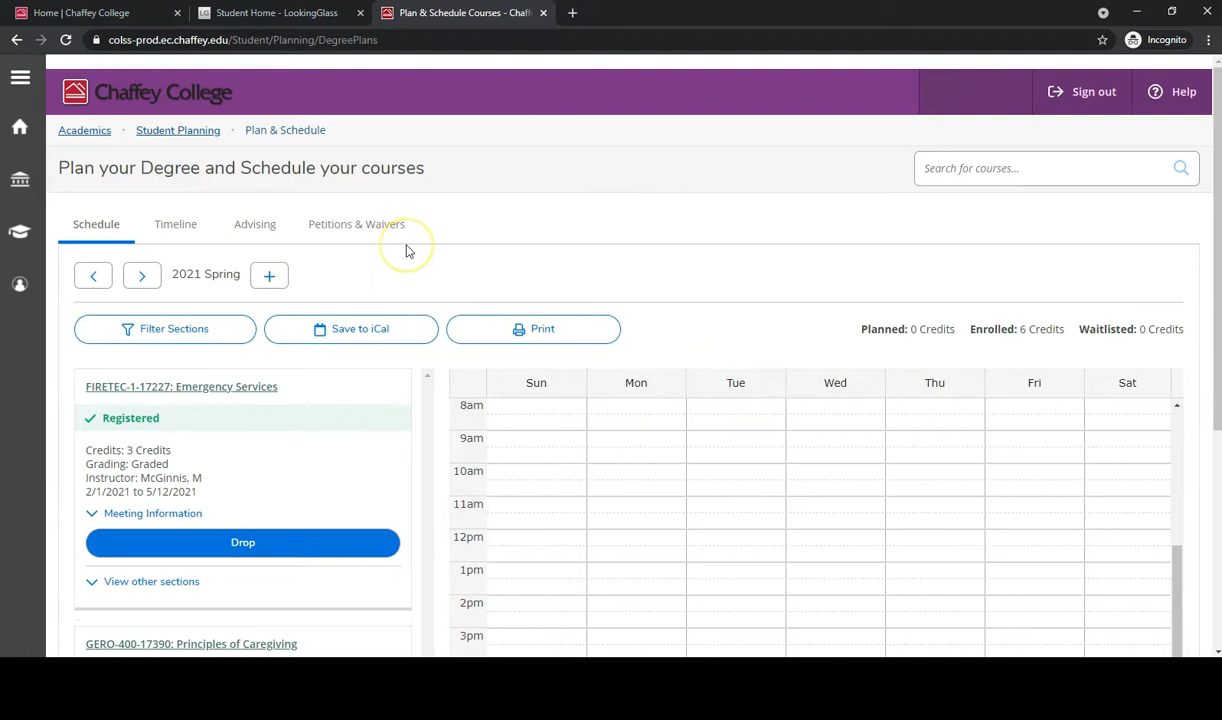 Home | Chaffey College
LG Student Home - LookingGlass
Plan & Schedule Courses - Chaff
colss-prod.ec.chaffey.edu/Student/Planning/DegreePlans
Incognito
Chaffey College
Sign out
Help
Academics · Student Planning · Plan & Schedule
Plan your Degree and Schedule your courses
Search for courses...
Schedule Timeline Advising Petitions & Waivers
2021 Spring
Filter Sections Save to iCal Print
Planned: 0 Credits Enrolled: 6 Credits Waitlisted: 0 Credits
FIRETEC-1-17227: Emergency Services
Registered
Credits: 3 Credits
Grading: Graded
Instructor: McGinnis, M
2/1/2021 to 5/12/2021
Meeting Information
Drop
View other sections
GERO-400-17390: Principles of Caregiving
Sun Mon Tue Wed Thu Fri Sat
8am
9am
10am
11am
12pm
1pm
2pm
3pm